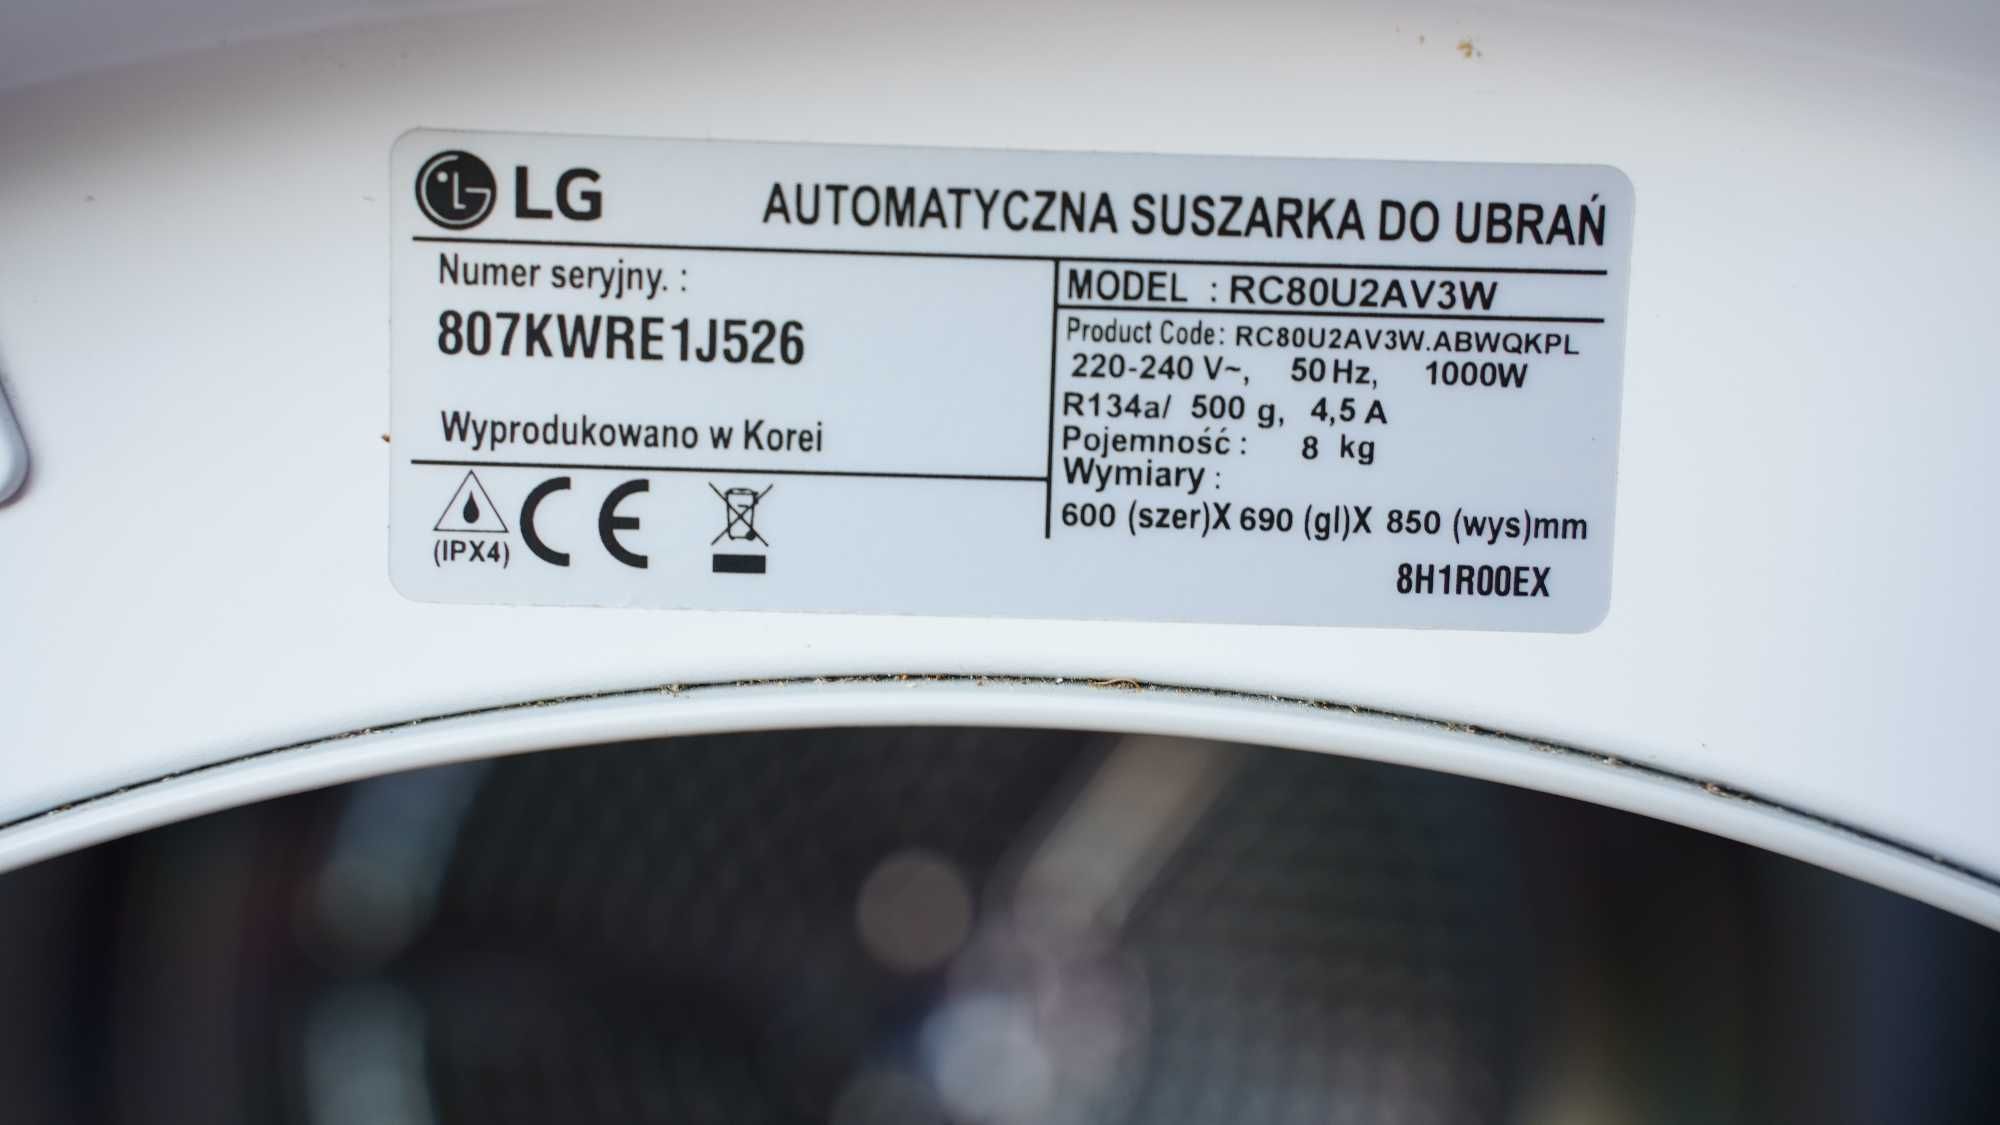 LG
AUTOMATYCZNA SUSZARKA DO UBRAŃ
Numer seryjny. :
807KWRE1J526
Wyprodukowano w Korei
(IPX4)
CE
MODEL : RC80U2AV3W
Product Code: RC80U2AV3W.ABWQKPL
220-240 V~, 50 Hz, 1000W
R134a/ 500 g, 4,5 A
Pojemność : 8 kg
Wymiary :
600 (szer)X 690 (gl)X 850 (wys)mm
8H1R00EX